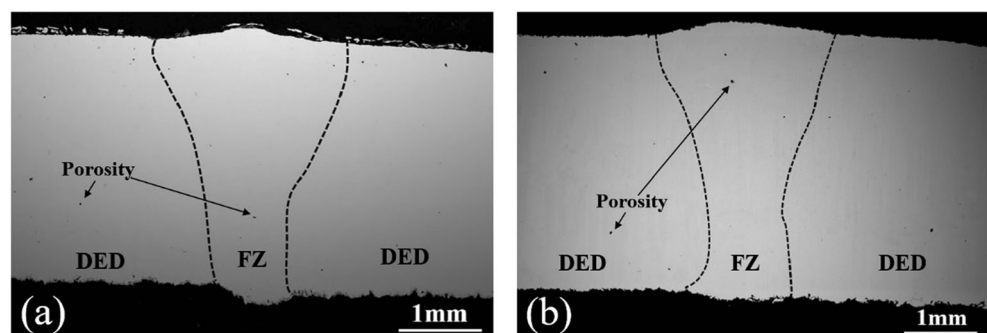 Porosity
DED
FZ
DED
(a)
1mm
Porosity
DED
FZ
DED
(b)
1mm